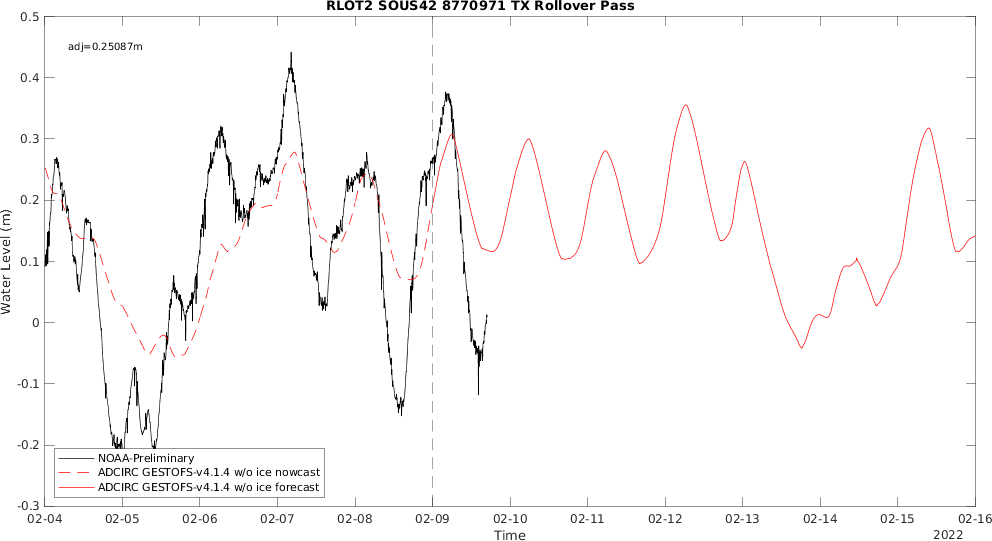 RLOT2 SOUS42 8770971 TX Rollover Pass
adj=0.25087m
Water Level (m)
0.5
0.4
0.3
0.2
0.1
0
-0.1
-0.2
-0.3
NOAA-Preliminary
ADCIRC GESTOFS-v4.1.4 w/o ice nowcast
ADCIRC GESTOFS-v4.1.4 w/o ice forecast
02-04 02-05 02-06 02-07 02-08 02-09 02-10 02-11 02-12 02-13 02-14 02-15 02-16
Time
2022